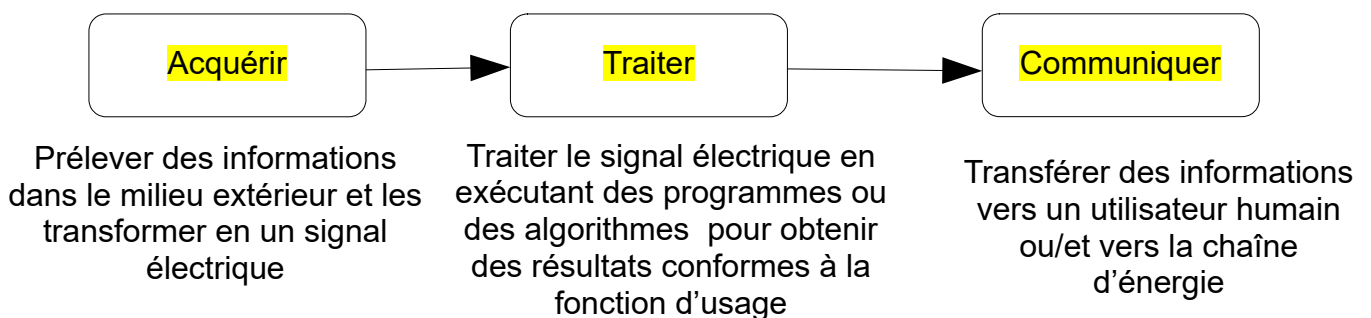 Acquérir
Traiter
Communiquer
Prélever des informations
dans le milieu extérieur et les
transformer en un signal
électrique
Traiter le signal électrique en
exécutant des programmes ou
des algorithmes  pour obtenir
des résultats conformes à la
fonction d’usage
Transférer des informations
vers un utilisateur humain
ou/et vers la chaîne
d’énergie